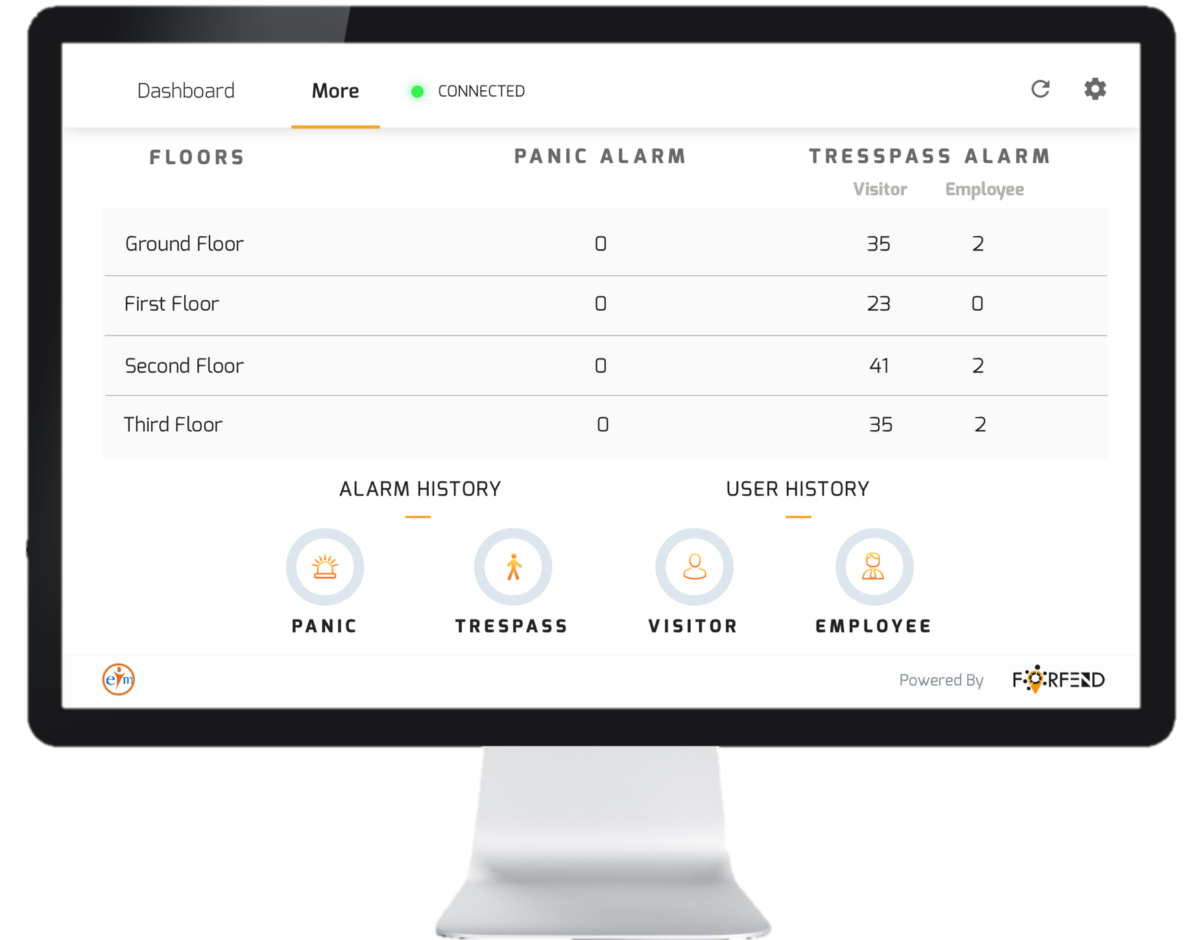 Dashboard More CONNECTED
FLOORS PANIC ALARM TRESSPASS ALARM
Visitor Employee
Ground Floor 0 35 2
First Floor 0 23 0
Second Floor 0 41 2
Third Floor 0 35 2
ALARM HISTORY USER HISTORY
PANIC TRESPASS VISITOR EMPLOYEE
eYm Powered By FORFEND